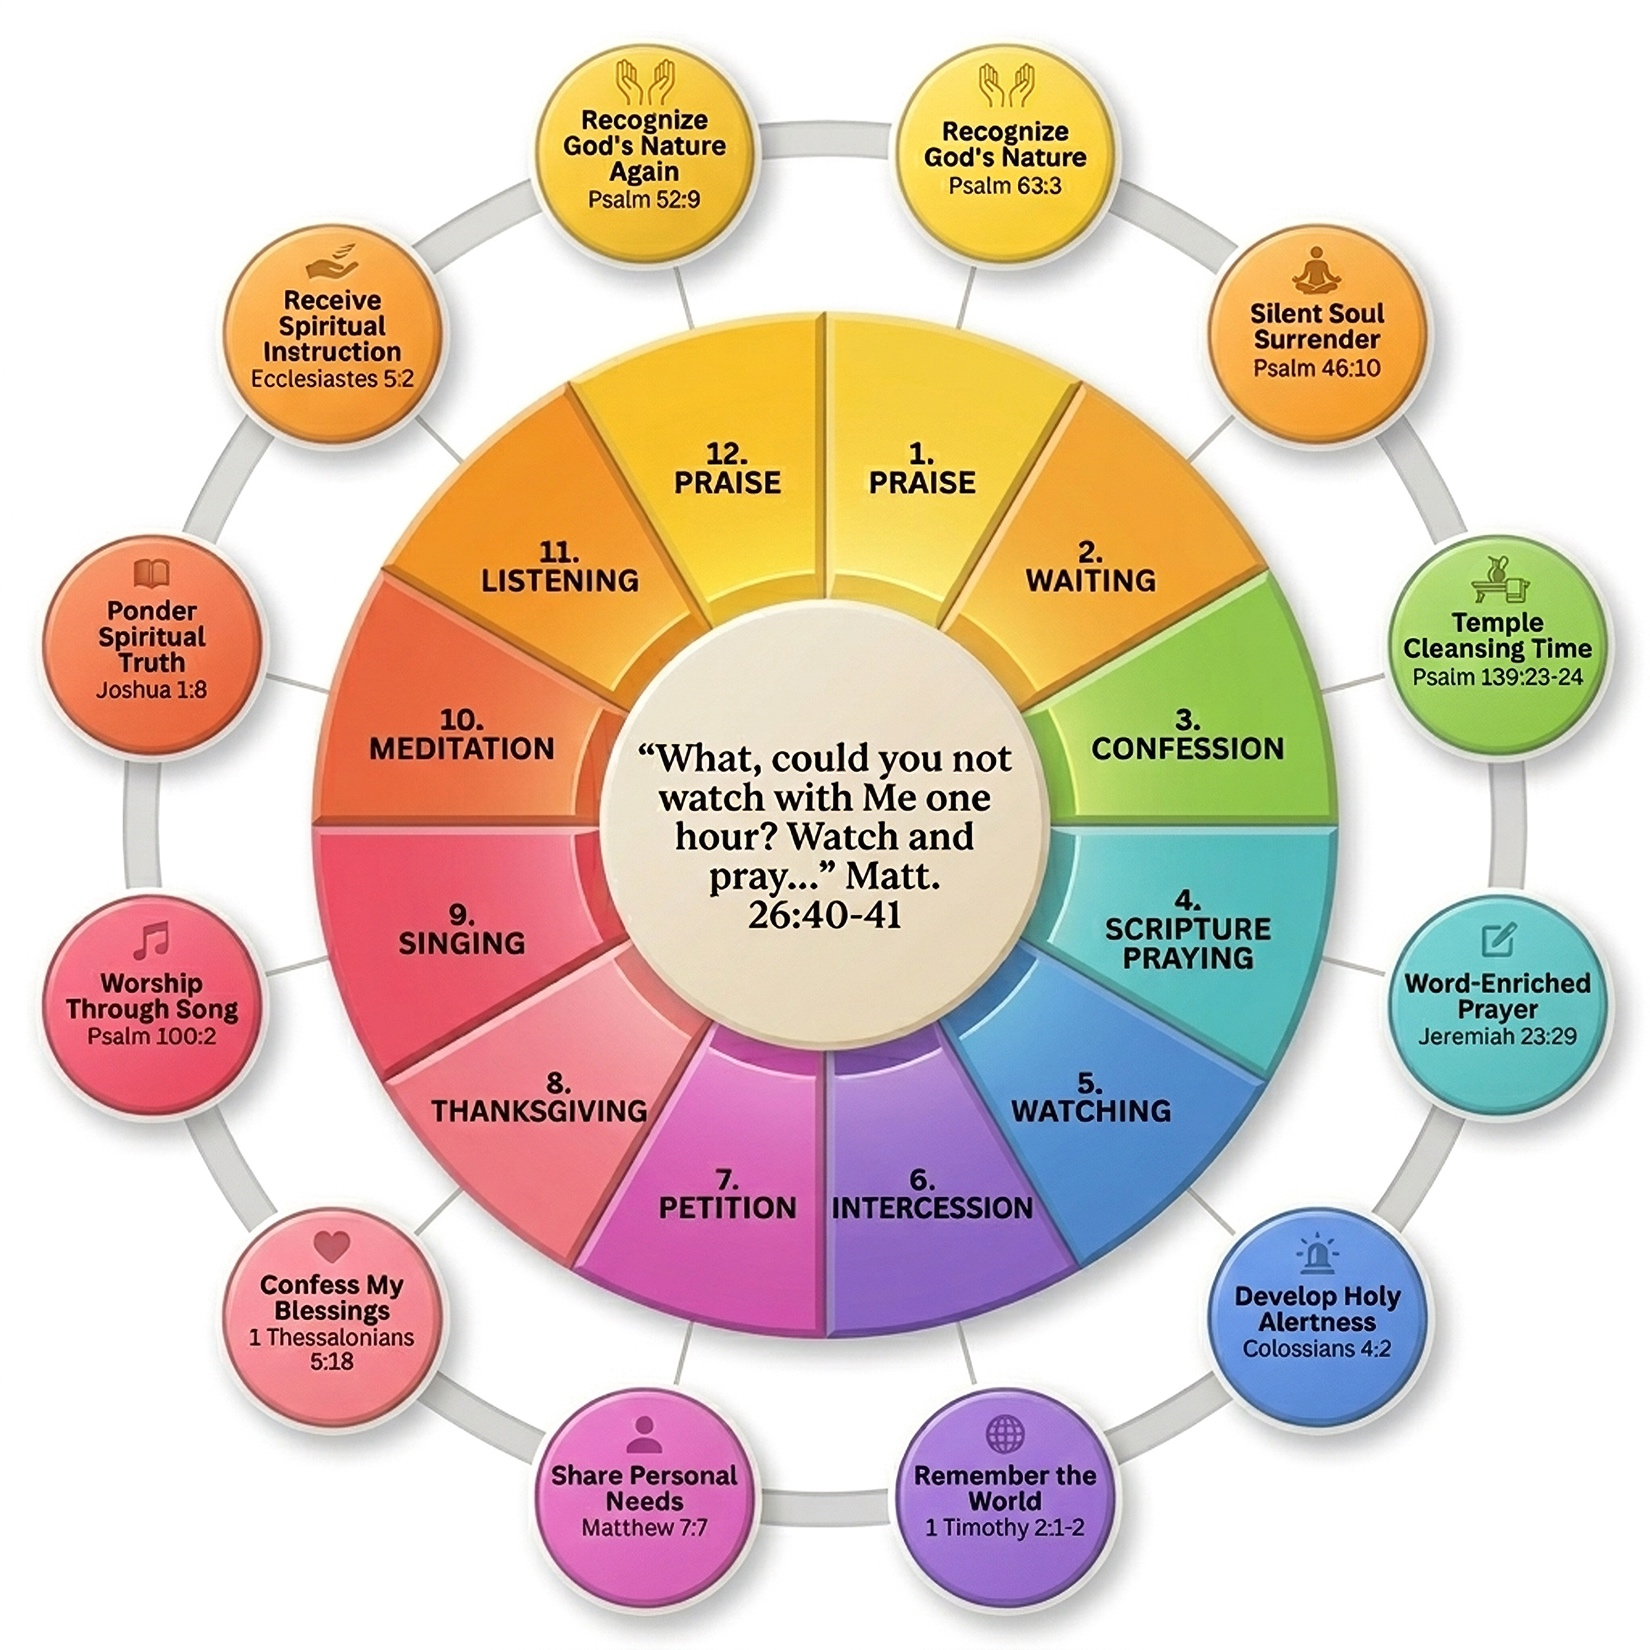 “What, could you not
watch with Me one
hour? Watch and
pray...” Matt.
26:40-41
1.
PRAISE
Recognize
God's Nature
Psalm 63:3
2.
WAITING
Silent Soul
Surrender
Psalm 46:10
3.
CONFESSION
Temple
Cleansing Time
Psalm 139:23-24
4.
SCRIPTURE
PRAYING
Word-Enriched
Prayer
Jeremiah 23:29
5.
WATCHING
Develop Holy
Alertness
Colossians 4:2
6.
INTERCESSION
Remember the
World
1 Timothy 2:1-2
7.
PETITION
Share Personal
Needs
Matthew 7:7
8.
THANKSGIVING
Confess My
Blessings
1 Thessalonians
5:18
9.
SINGING
Worship
Through Song
Psalm 100:2
10.
MEDITATION
Ponder
Spiritual
Truth
Joshua 1:8
11.
LISTENING
Receive
Spiritual
Instruction
Ecclesiastes 5:2
12.
PRAISE
Recognize
God's Nature
Again
Psalm 52:9